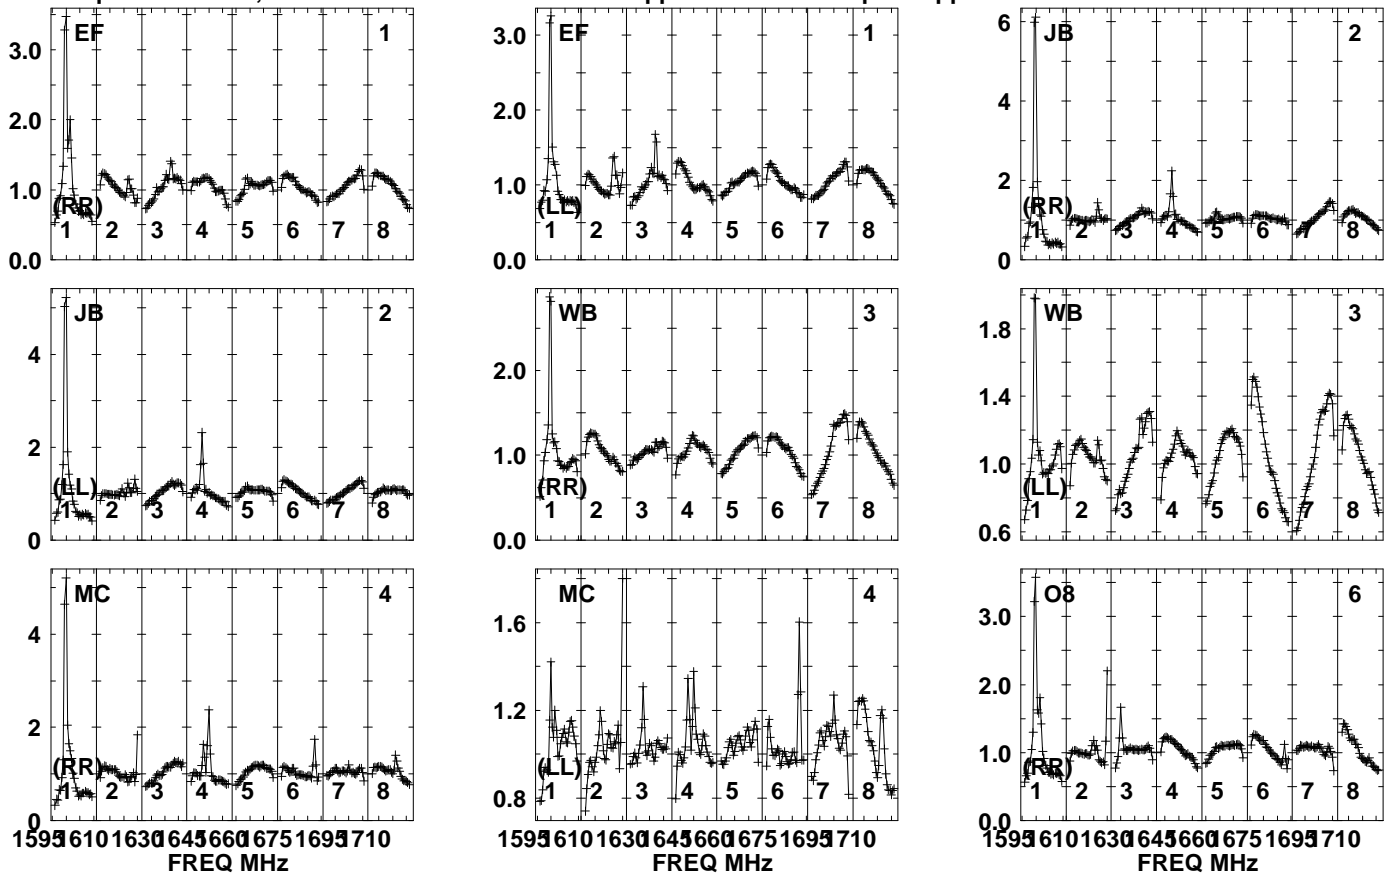 EF 1
3.0
2.0
1.0
0.0
(RR)
1 2 3 4 5 6 7 8
EF 1
3.0
2.0
1.0
0.0
(LL)
1 2 3 4 5 6 7 8
JB 2
6
4
2
0
(RR)
1 2 3 4 5 6 7 8
JB 2
4
2
0
(LL)
1 2 3 4 5 6 7 8
WB 3
2.0
1.0
0.0
(RR)
1 2 3 4 5 6 7 8
WB 3
1.8
1.4
1.0
0.6
(LL)
1 2 3 4 5 6 7 8
MC 4
4
2
0
(RR)
1 2 3 4 5 6 7 8
1595 1610 1630 1645 1660 1675 1695 1710
FREQ MHz
MC 4
1.6
1.2
0.8
(LL)
1 2 3 4 5 6 7 8
1595 1610 1630 1645 1660 1675 1695 1710
FREQ MHz
O8 6
3.0
2.0
1.0
0.0
(RR)
1 2 3 4 5 6 7 8
1595 1610 1630 1645 1660 1675 1695 1710
FREQ MHz